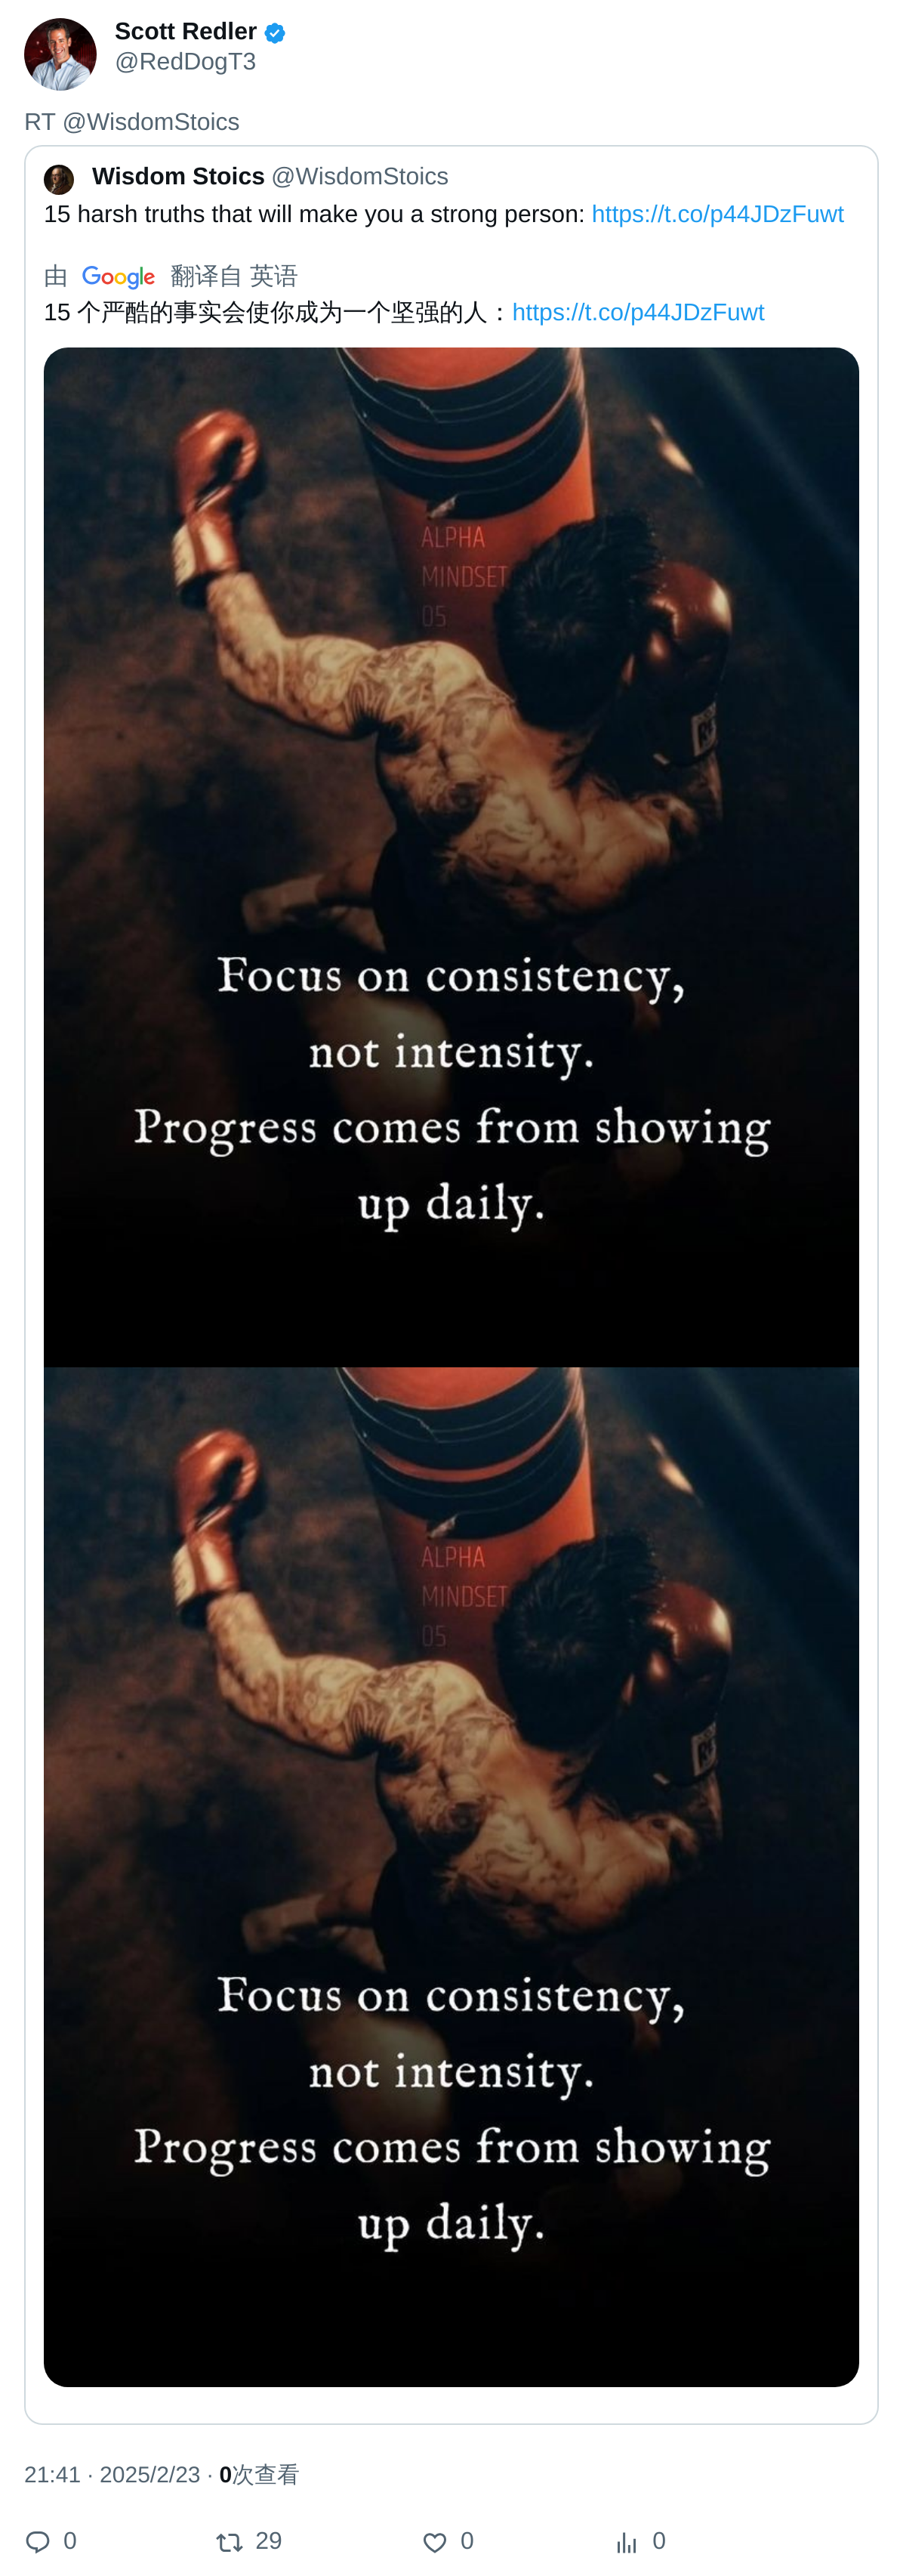 Scott Redler
@RedDogT3
RT @WisdomStoics
Wisdom Stoics @WisdomStoics
15 harsh truths that will make you a strong person: https://t.co/p44JDzFuwt
由 Google 翻译自 英语
15 个严酷的事实会使你成为一个坚强的人：https://t.co/p44JDzFuwt
ALPHA
MINDSET
05
Focus on consistency,
not intensity.
Progress comes from showing
up daily.
ALPHA
MINDSET
05
Focus on consistency,
not intensity.
Progress comes from showing
up daily.
21:41 · 2025/2/23 · 0次查看
0 29 0 0